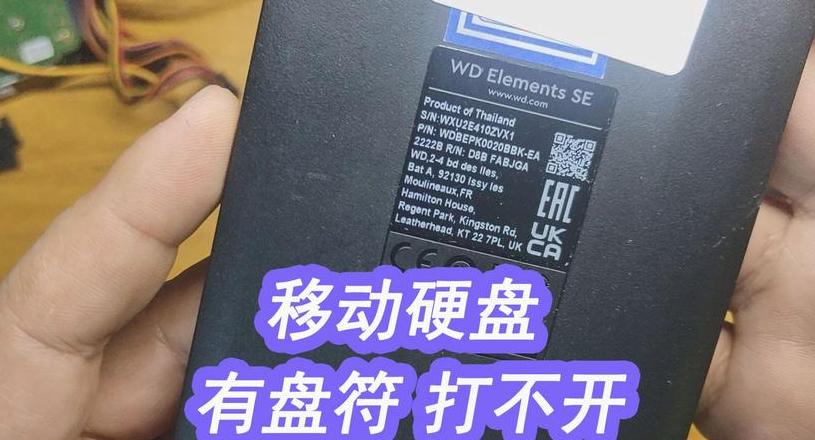 WD Elements SE
www.wd.com
Product of Thailand
S/N:WXU2E410ZVX1
P/N: WDBEPK0020BBK-EA
2222B R/N: D8B FABJGA
WD,2-4 bd des Iles,
Bat A, 92130 Issy les
Moulineaux,FR
Hamilton House,
Regent Park, Kingston Rd,
Leatherhead, KT 22 7PL, UK
EAC
UK
CA
CE
移动硬盘
有盘符 打不开